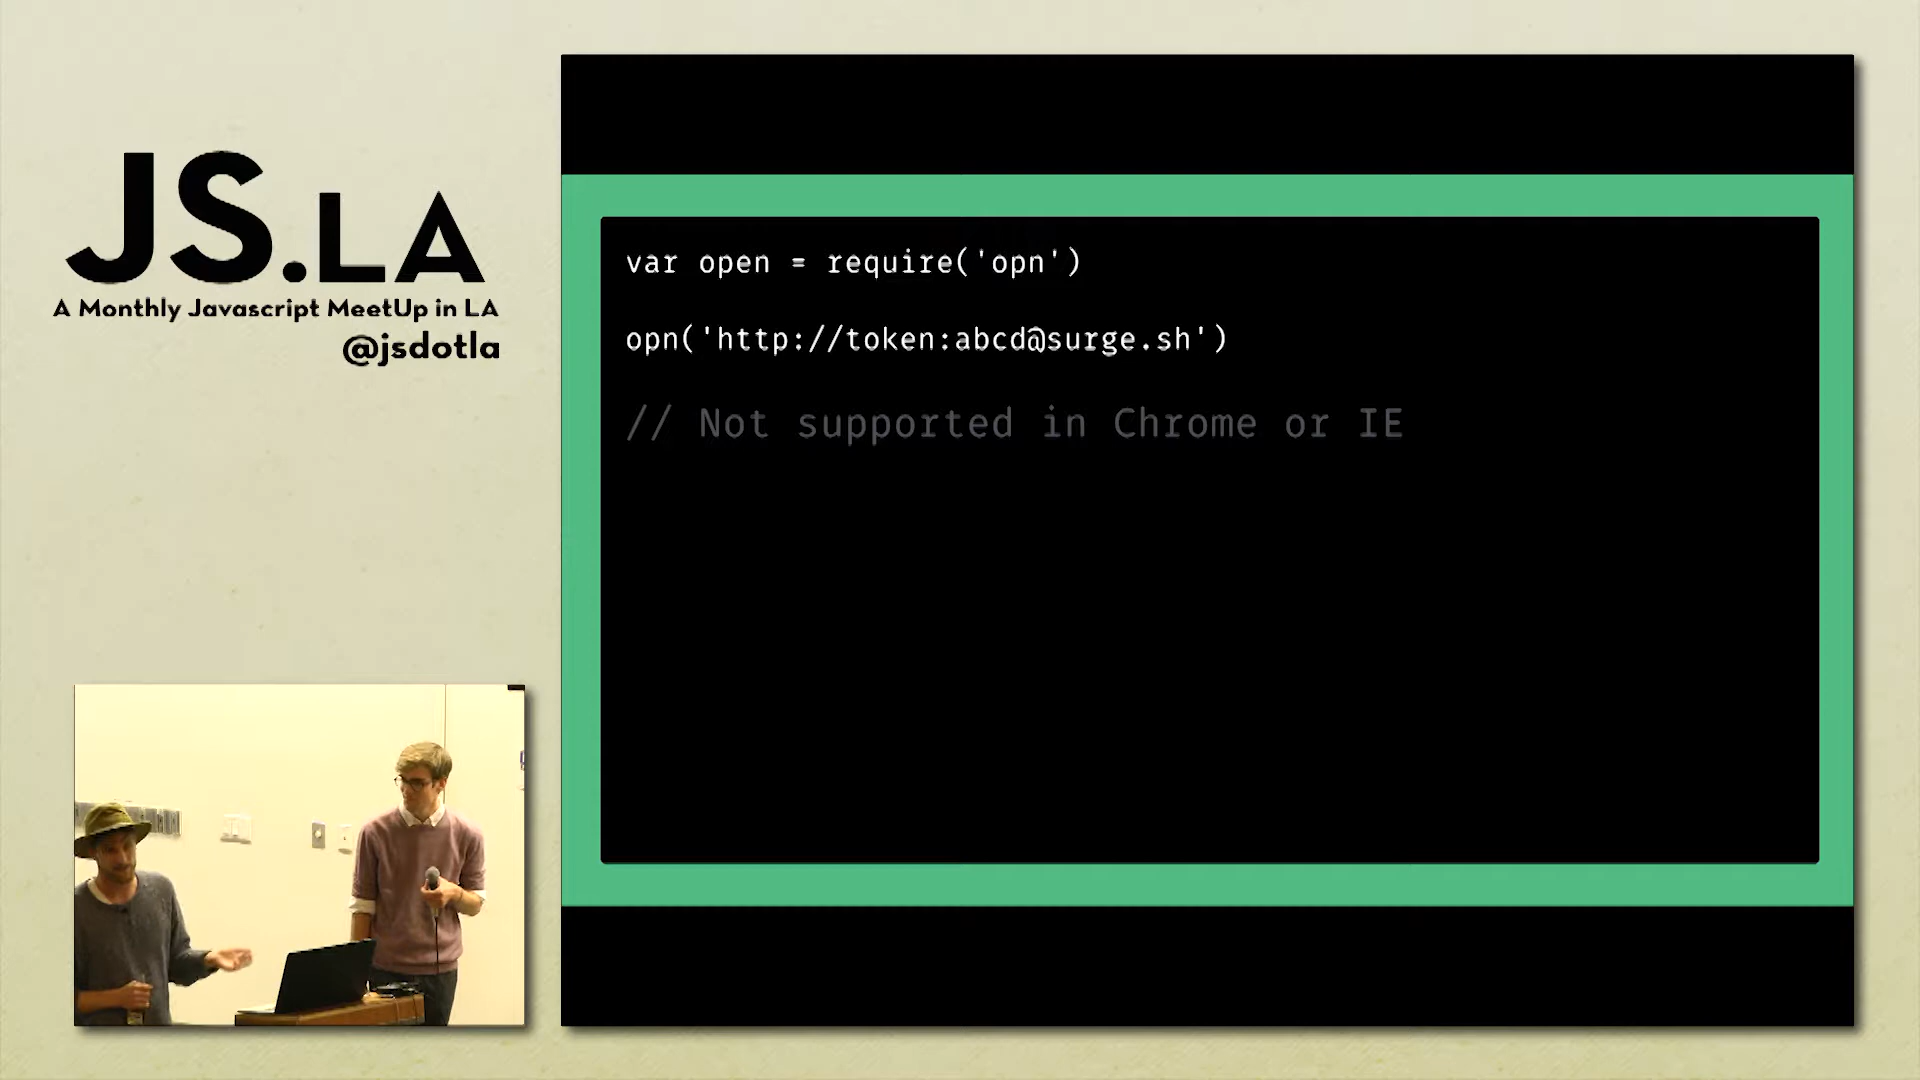 JS.LA
A Monthly Javascript MeetUp in LA
@jsdotla
var open = require('opn')
opn('http://token:abcd@surge.sh')
// Not supported in Chrome or IE